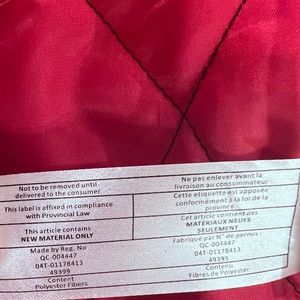 Not to be removed until
delivered to the consumer
Ne pas enlever avant la
livraison au consommateur
This label is affixed in compliance
with Provincial Law
Cette étiquette est apposée
conformément à la loi de la
province
This article contains
NEW MATERIAL ONLY
Cet article contient des
MATÉRIAUX NEUFS
SEULEMENT
Made by Reg. No
QC-004447
04T-01178413
49399
Fabriqué par N° de permis:
QC-004447
04T-01178413
49399
Content
Polyester Fibers
Contenu
Fibres de Polyester